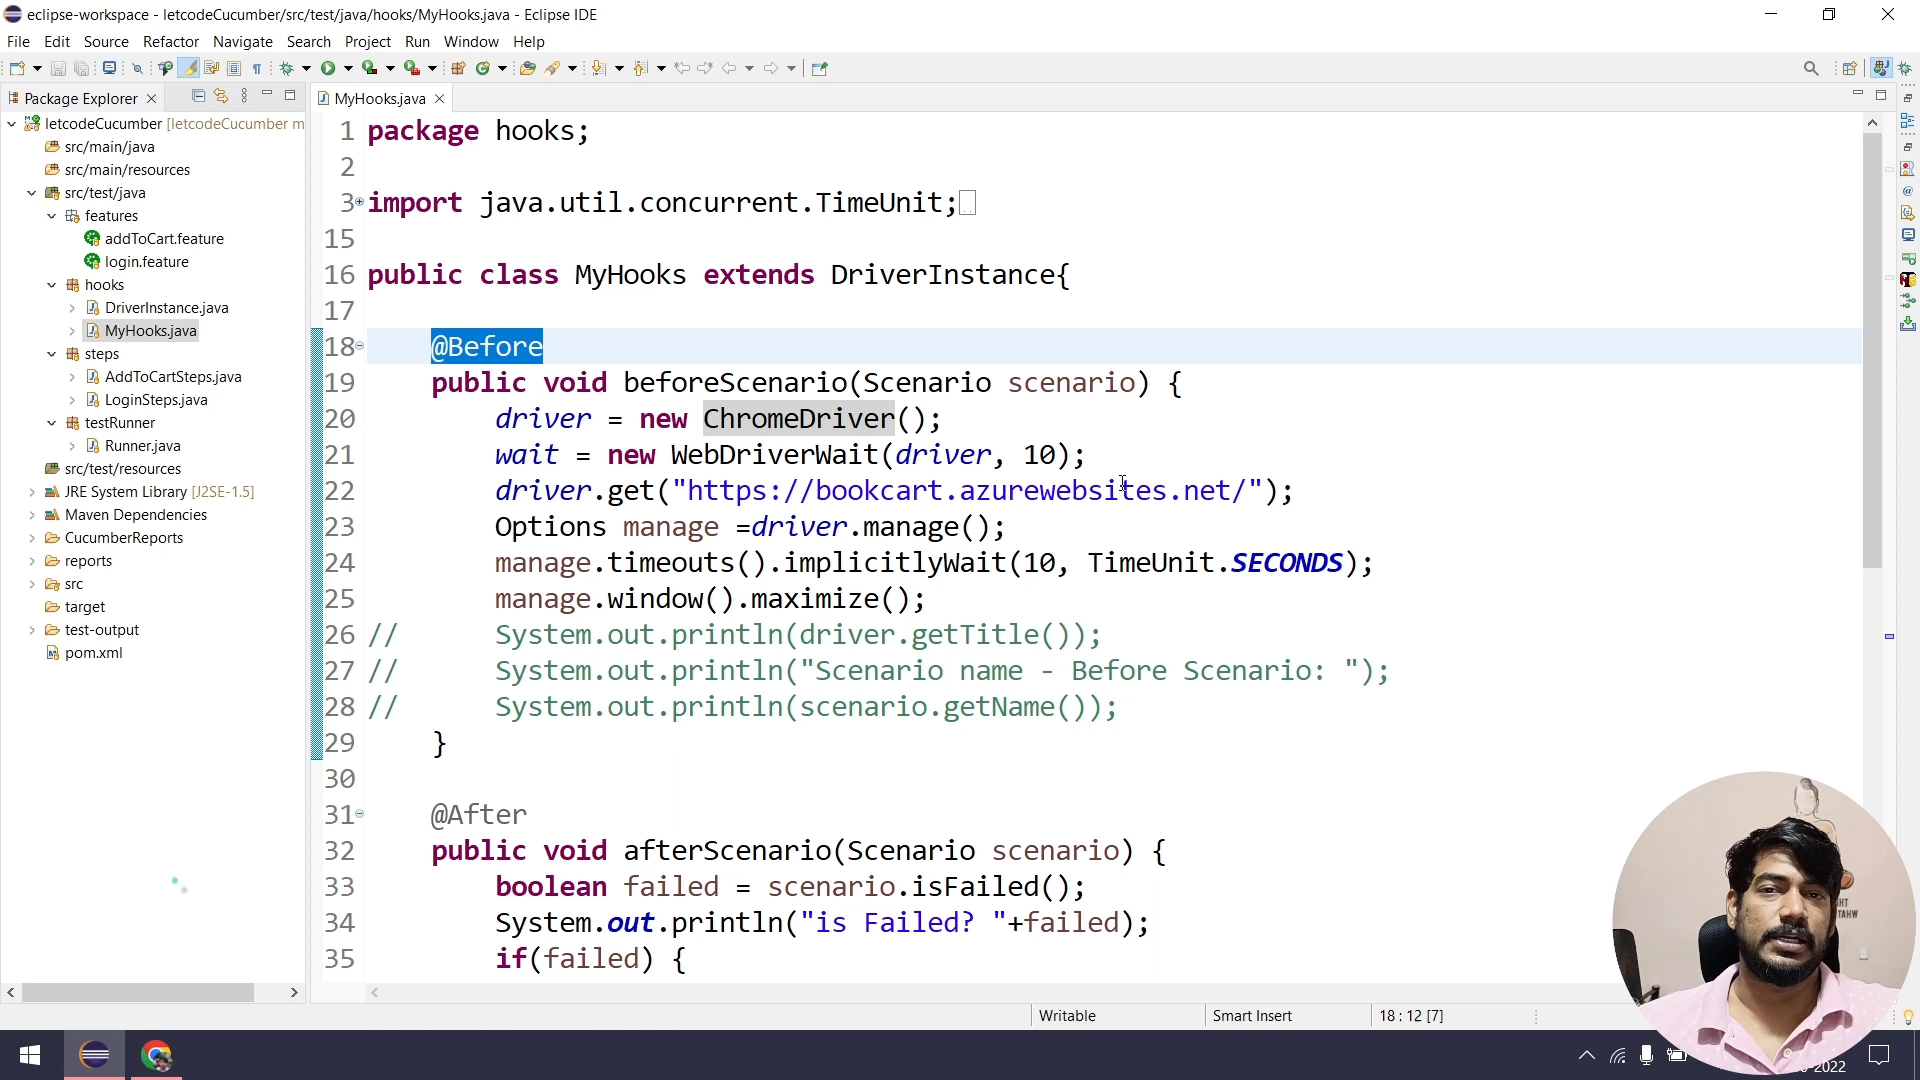 eclipse-workspace - letcodeCucumber/src/test/java/hooks/MyHooks.java - Eclipse IDE
File Edit Source Refactor Navigate Search Project Run Window Help
Package Explorer
MyHooks.java
letcodeCucumber [letcodeCucumber m
src/main/java
src/main/resources
src/test/java
features
addToCart.feature
login.feature
hooks
DriverInstance.java
MyHooks.java
steps
AddToCartSteps.java
LoginSteps.java
testRunner
Runner.java
src/test/resources
JRE System Library [J2SE-1.5]
Maven Dependencies
CucumberReports
reports
src
target
test-output
pom.xml
1 package hooks;
2
3 import java.util.concurrent.TimeUnit;
15
16 public class MyHooks extends DriverInstance{
17
18 @Before
19 public void beforeScenario(Scenario scenario) {
20 driver = new ChromeDriver();
21 wait = new WebDriverWait(driver, 10);
22 driver.get("https://bookcart.azurewebsites.net/");
23 Options manage =driver.manage();
24 manage.timeouts().implicitlyWait(10, TimeUnit.SECONDS);
25 manage.window().maximize();
26 // System.out.println(driver.getTitle());
27 // System.out.println("Scenario name - Before Scenario: ");
28 // System.out.println(scenario.getName());
29 }
30
31 @After
32 public void afterScenario(Scenario scenario) {
33 boolean failed = scenario.isFailed();
34 System.out.println("is Failed? "+failed);
35 if(failed) {
Writable Smart Insert 18 : 12 [7]